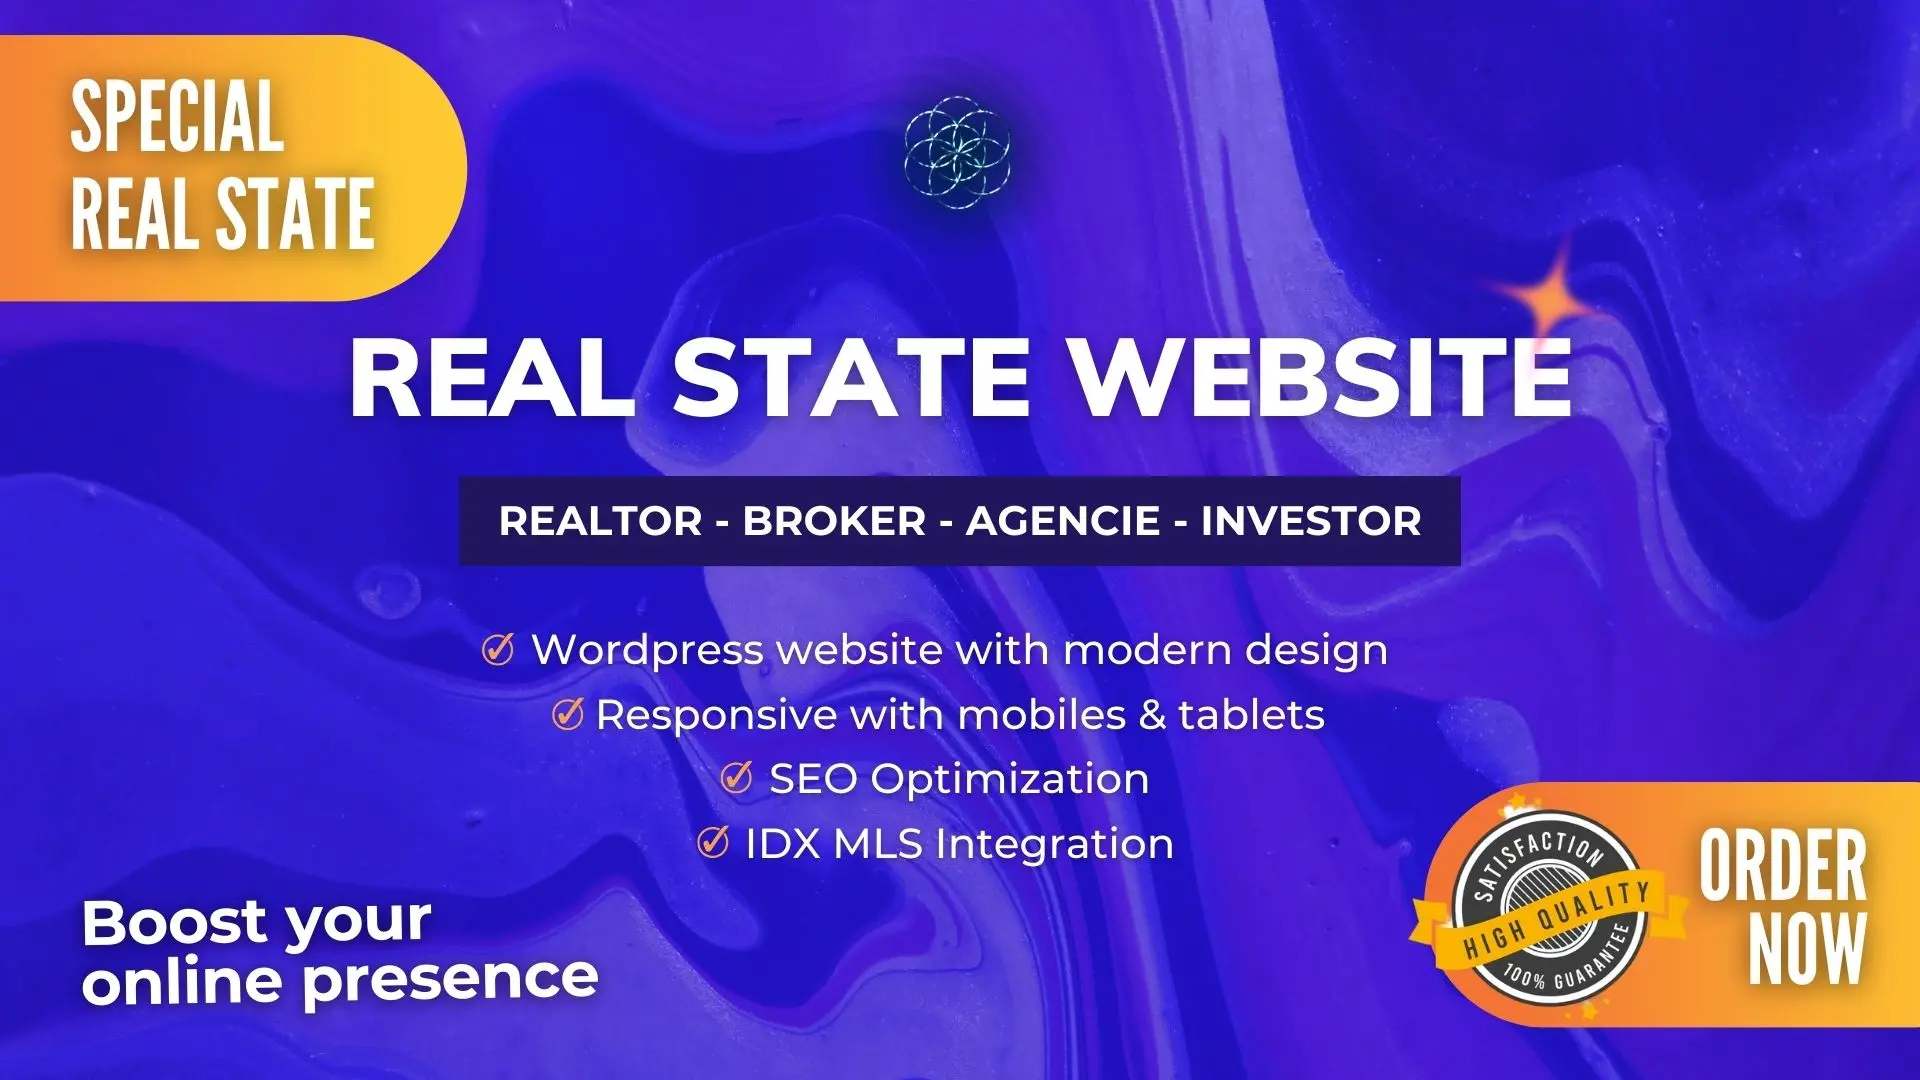 SPECIAL
REAL STATE
REAL STATE WEBSITE
REALTOR - BROKER - AGENCIE - INVESTOR
Wordpress website with modern design
Responsive with mobiles & tablets
SEO Optimization
IDX MLS Integration
Boost your
online presence
SATISFACTION
HIGH QUALITY
100% GUARANTEE
ORDER
NOW